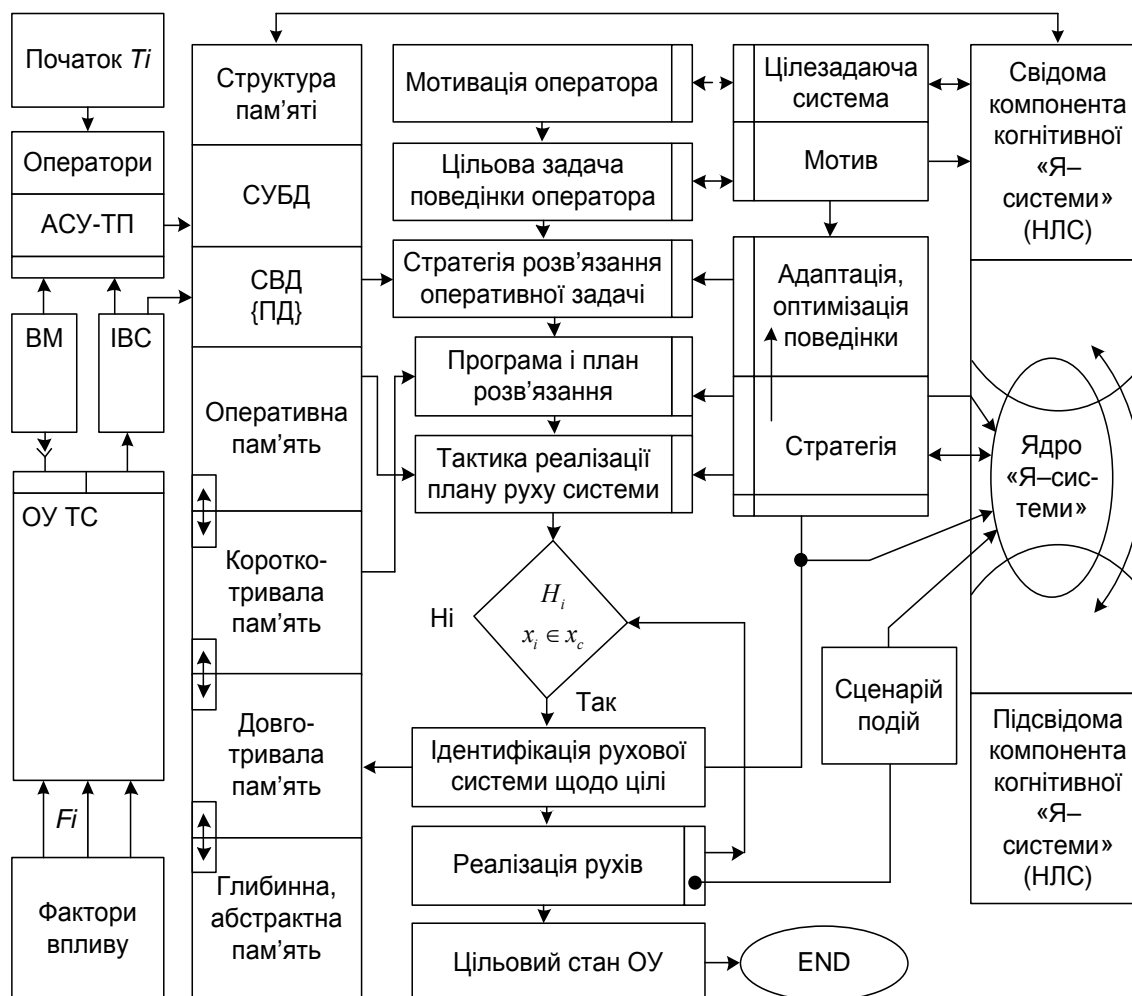 Початок Ti
Оператори
АСУ-ТП
ВМ
ІВС
ОУ ТС
Fi
Фактори
впливу
Структура
пам’яті
СУБД
СВД
{ПД}
Оперативна
пам’ять
Коротко-
тривала
пам’ять
Довго-
тривала
пам’ять
Глибинна,
абстрактна
пам’ять
Мотивація оператора
Цільова задача
поведінки оператора
Стратегія розв’язання
оперативної задачі
Програма і план
розв’язання
Тактика реалізації
плану руху системи
Ні
H_i
x_i ∈ x_c
Так
Ідентифікація рухової
системи щодо цілі
Реалізація рухів
Цільовий стан ОУ
END
Цілезадаюча
система
Мотив
Адаптація,
оптимізація
поведінки
Стратегія
Сценарій
подій
Свідома
компонента
когнітивної
«Я–
системи»
(НЛС)
Ядро
«Я–сис-
теми»
Підсвідома
компонента
когнітивної
«Я–
системи»
(НЛС)